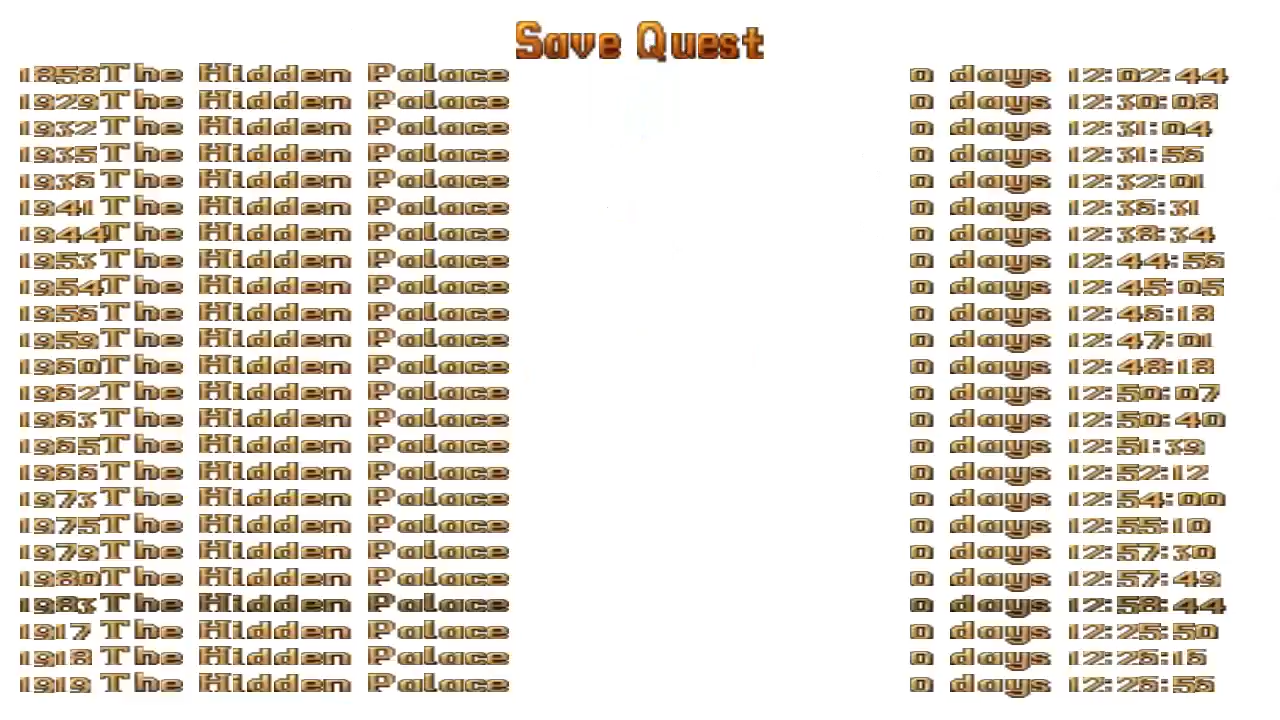 Save Quest
1858 The Hidden Palace 0 days 12:02:44
1929 The Hidden Palace 0 days 12:30:08
1932 The Hidden Palace 0 days 12:31:04
1935 The Hidden Palace 0 days 12:31:56
1936 The Hidden Palace 0 days 12:32:01
1941 The Hidden Palace 0 days 12:36:31
1944 The Hidden Palace 0 days 12:38:34
1953 The Hidden Palace 0 days 12:44:56
1954 The Hidden Palace 0 days 12:45:05
1956 The Hidden Palace 0 days 12:46:18
1959 The Hidden Palace 0 days 12:47:01
1960 The Hidden Palace 0 days 12:48:18
1962 The Hidden Palace 0 days 12:50:07
1963 The Hidden Palace 0 days 12:50:40
1965 The Hidden Palace 0 days 12:51:39
1966 The Hidden Palace 0 days 12:52:12
1973 The Hidden Palace 0 days 12:54:00
1975 The Hidden Palace 0 days 12:55:10
1979 The Hidden Palace 0 days 12:57:30
1980 The Hidden Palace 0 days 12:57:49
1983 The Hidden Palace 0 days 12:58:44
1917 The Hidden Palace 0 days 12:25:50
1918 The Hidden Palace 0 days 12:26:16
1919 The Hidden Palace 0 days 12:26:56